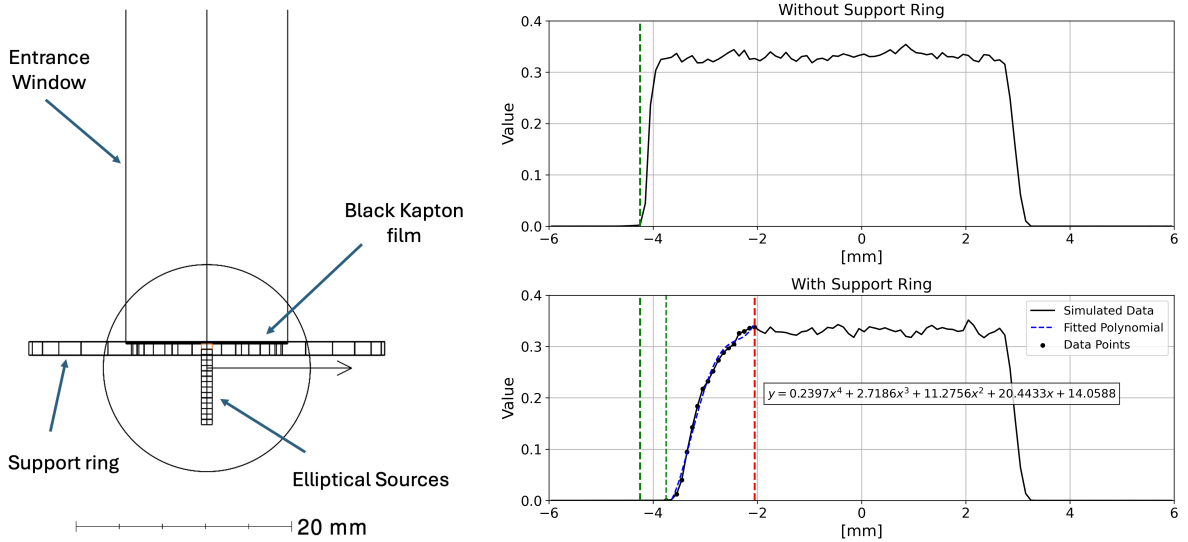 Entrance
Window
Black Kapton
film
Support ring
Elliptical Sources
20 mm
Without Support Ring
Value
0.4
0.3
0.2
0.1
0.0
−6 −4 −2 0 2 4 6
[mm]
With Support Ring
Value
0.4
0.3
0.2
0.1
0.0
Simulated Data
Fitted Polynomial
Data Points
y = 0.2397x⁴ + 2.7186x³ + 11.2756x² + 20.4433x + 14.0588
−6 −4 −2 0 2 4 6
[mm]